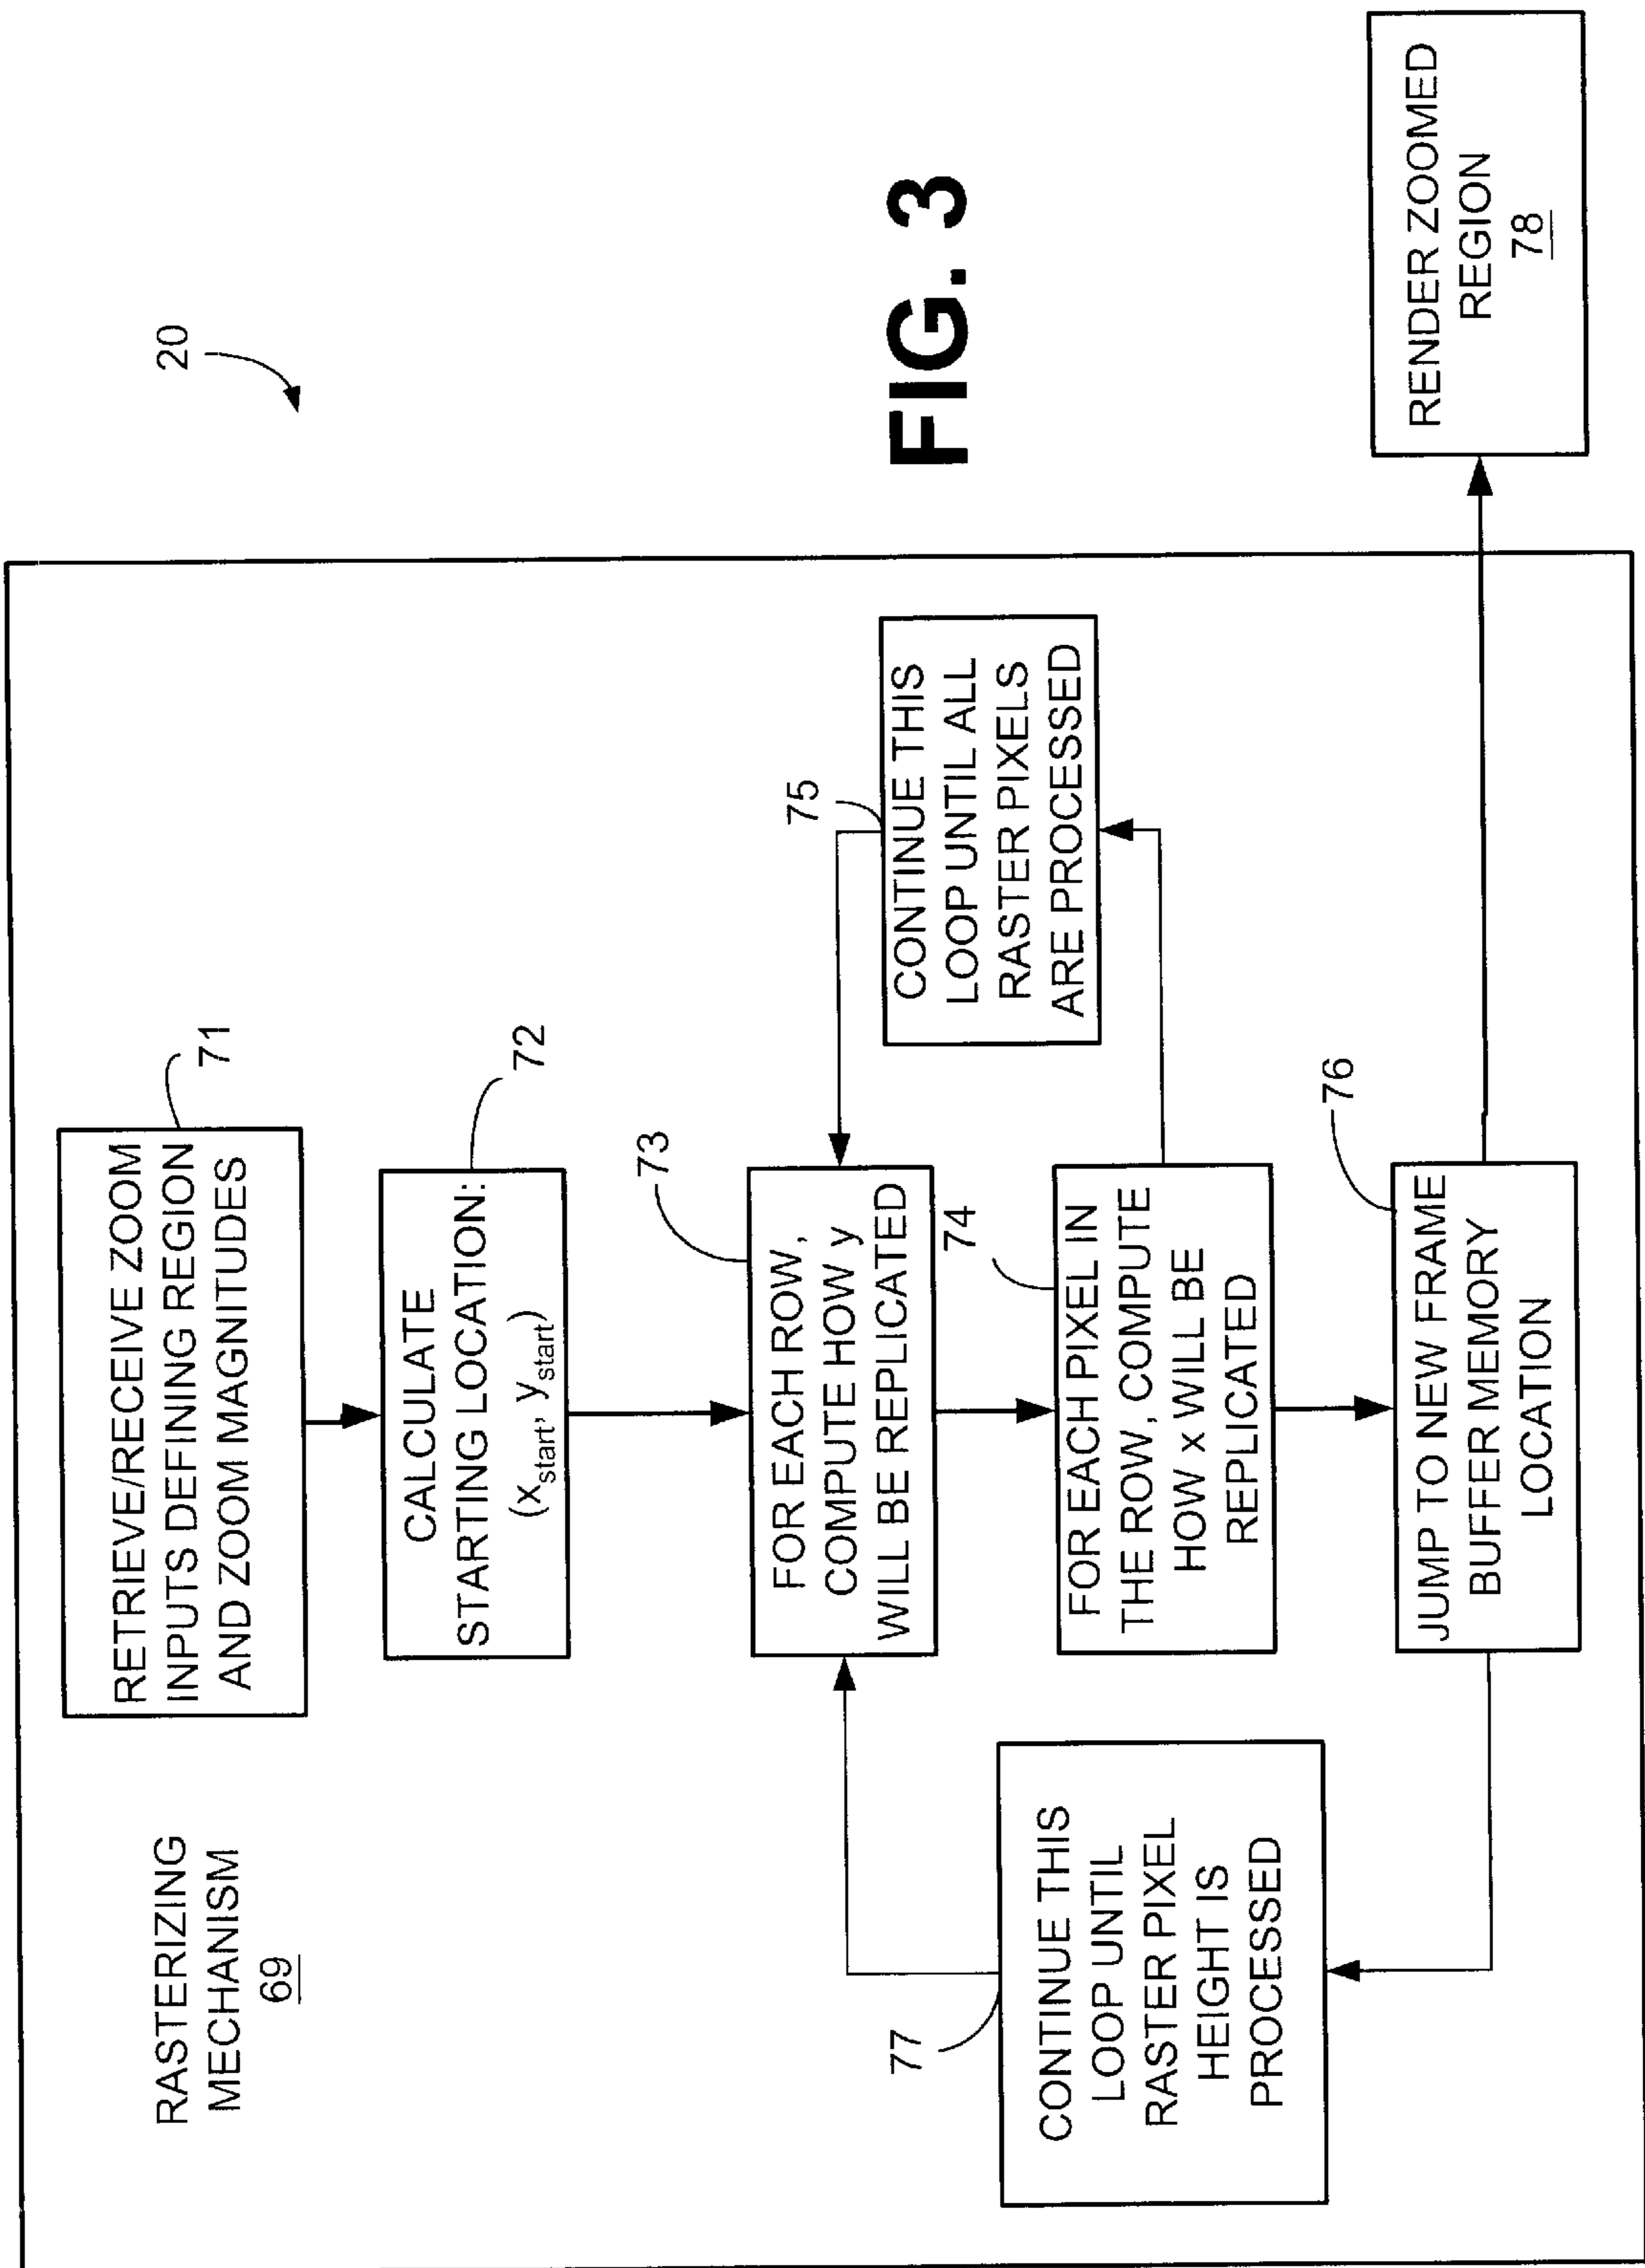 20
RASTERIZING
MECHANISM
69
RETRIEVE/RECEIVE ZOOM
INPUTS DEFINING REGION
AND ZOOM MAGNITUDES
71
CALCULATE
STARTING LOCATION:
(x_start, y_start)
72
FOR EACH ROW,
COMPUTE HOW y
WILL BE REPLICATED
73
FOR EACH PIXEL IN
THE ROW, COMPUTE
HOW x WILL BE
REPLICATED
74
CONTINUE THIS
LOOP UNTIL ALL
RASTER PIXELS
ARE PROCESSED
75
JUMP TO NEW FRAME
BUFFER MEMORY
LOCATION
76
CONTINUE THIS
LOOP UNTIL
RASTER PIXEL
HEIGHT IS
PROCESSED
77
RENDER ZOOMED
REGION
78
FIG. 3